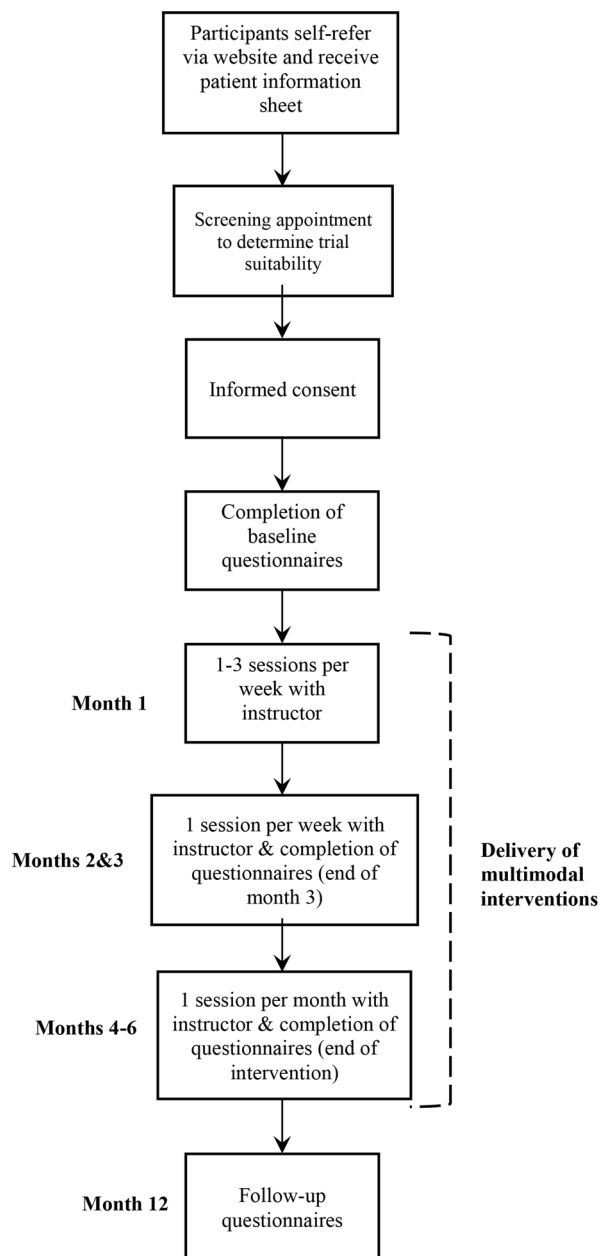 Participants self-refer
via website and receive
patient information
sheet
Screening appointment
to determine trial
suitability
Informed consent
Completion of
baseline
questionnaires
Month 1
1-3 sessions per
week with
instructor
Months 2&3
1 session per week with
instructor & completion of
questionnaires (end of
month 3)
Delivery of
multimodal
interventions
Months 4-6
1 session per month with
instructor & completion of
questionnaires (end of
intervention)
Month 12
Follow-up
questionnaires